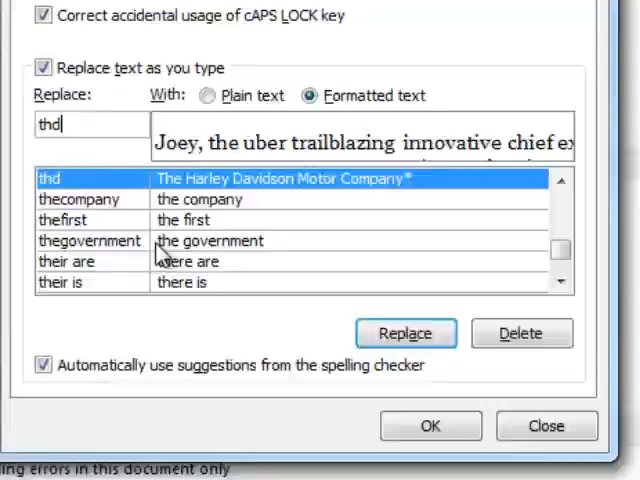 Correct accidental usage of cAPS LOCK key
Replace text as you type
Replace: With: Plain text Formatted text
thd Joey, the uber trailblazing innovative chief ex
thd The Harley Davidson Motor Company*
thecompany the company
thefirst the first
thegovernment the government
their are there are
their is there is
Replace Delete
Automatically use suggestions from the spelling checker
OK Close
ling errors in this document only